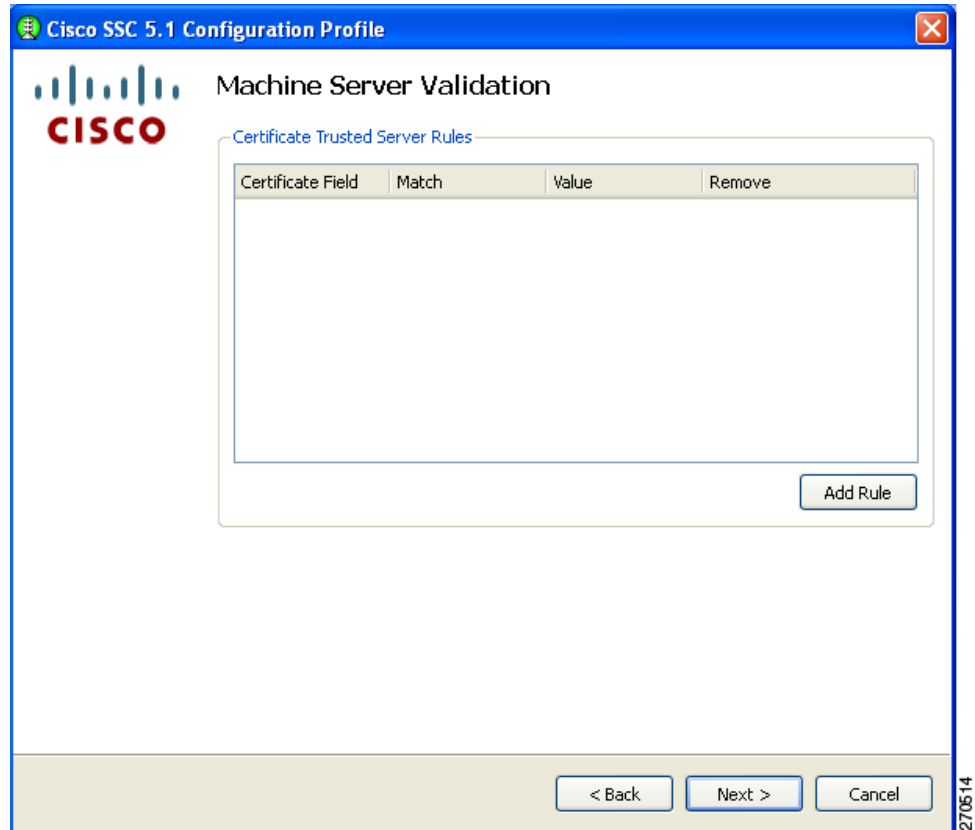 Cisco SSC 5.1 Configuration Profile
CISCO
Machine Server Validation
Certificate Trusted Server Rules
Certificate Field Match Value Remove
Add Rule
< Back Next > Cancel
270514